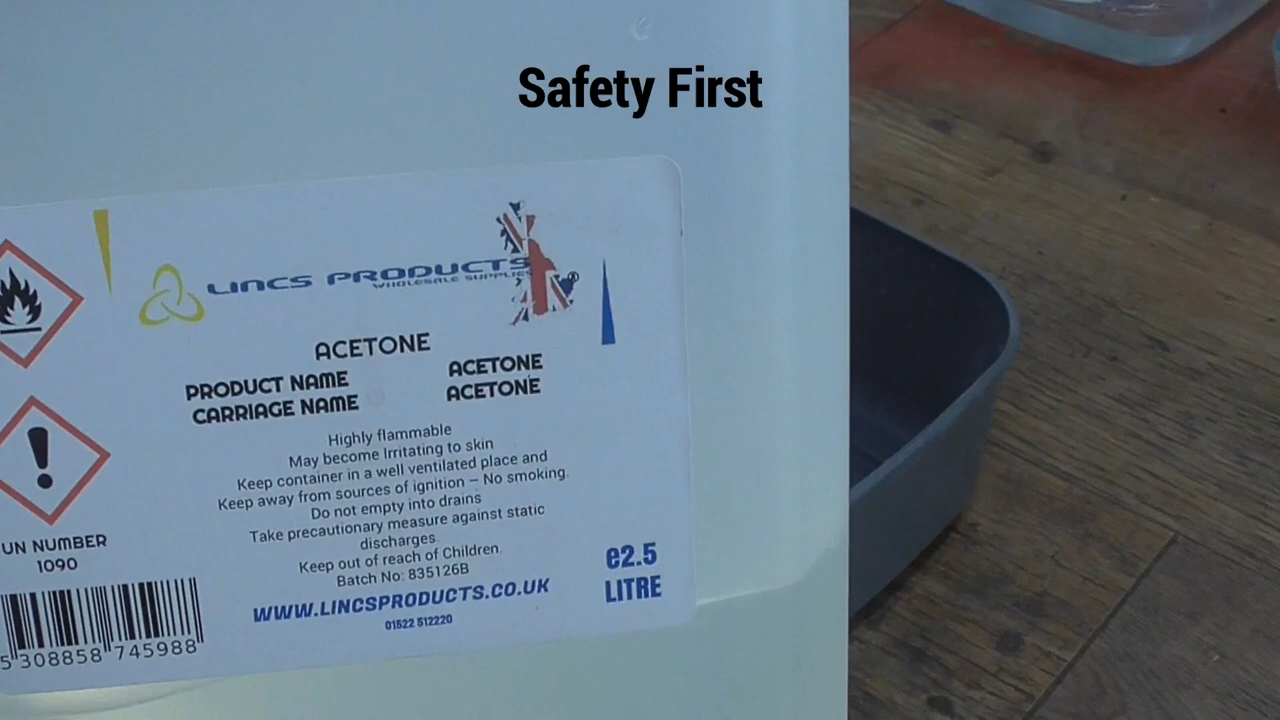 Safety First
LINCS PRODUCTS
WHOLESALE SUPPLIES
®
ACETONE
PRODUCT NAME ACETONE
CARRIAGE NAME ACETONE
Highly flammable
May become Irritating to skin
Keep container in a well ventilated place and
Keep away from sources of ignition – No smoking.
Do not empty into drains
Take precautionary measure against static
discharges.
Keep out of reach of Children.
Batch No: 835126B
WWW.LINCSPRODUCTS.CO.UK
01522 512220
e2.5
LITRE
UN NUMBER
1090
5 308858 745988